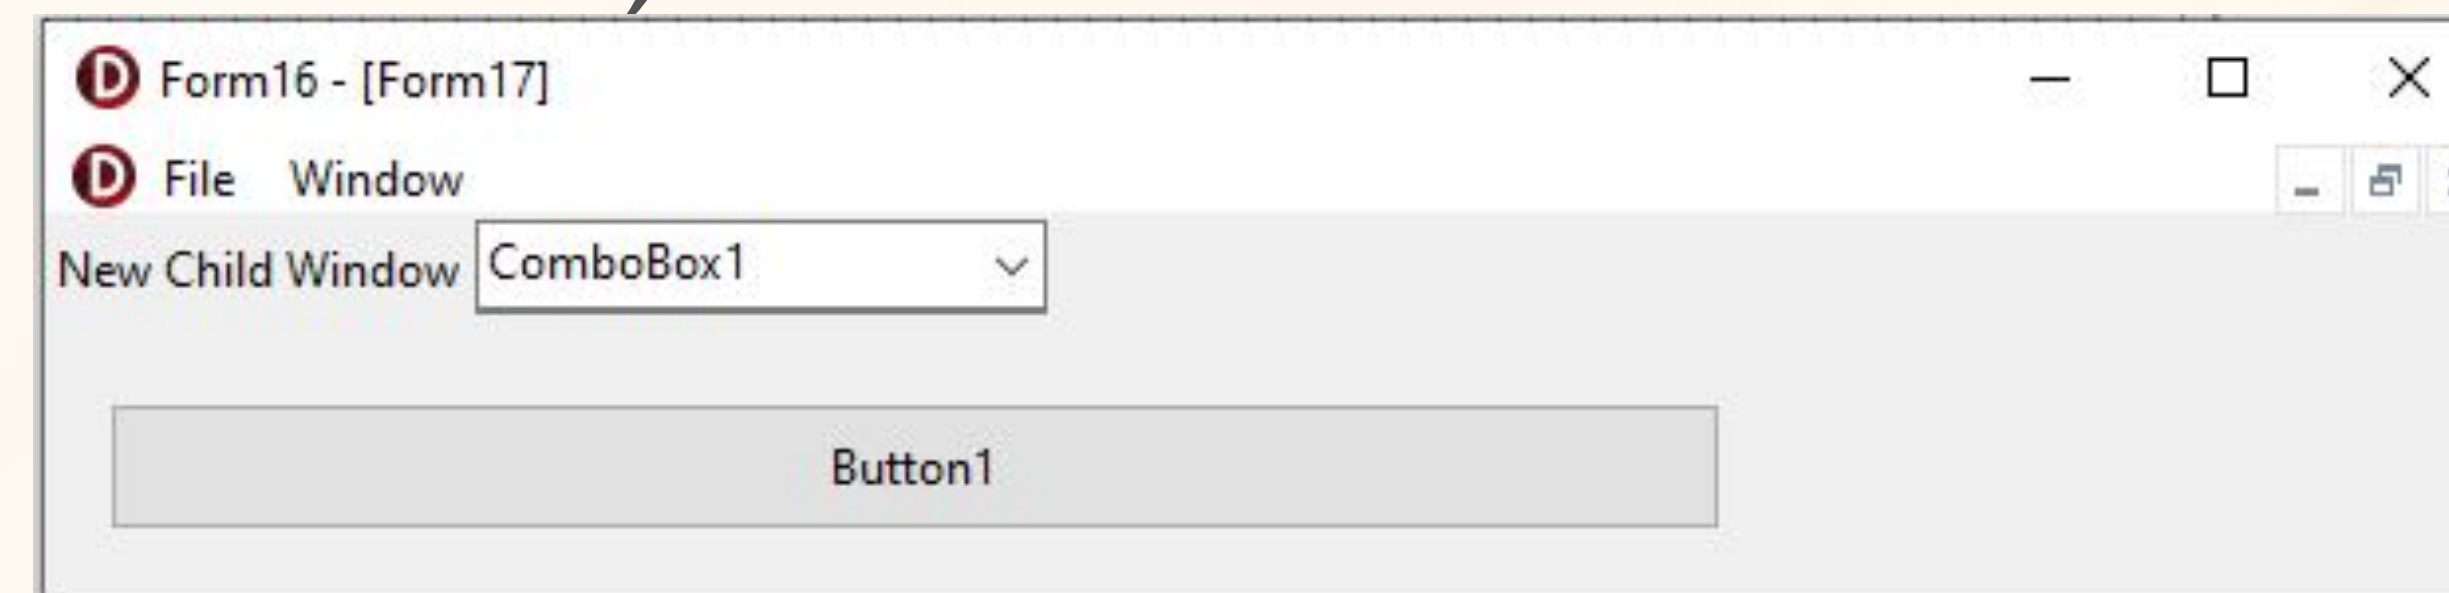 Form16 - [Form17]
File Window
New Child Window ComboBox1
Button1